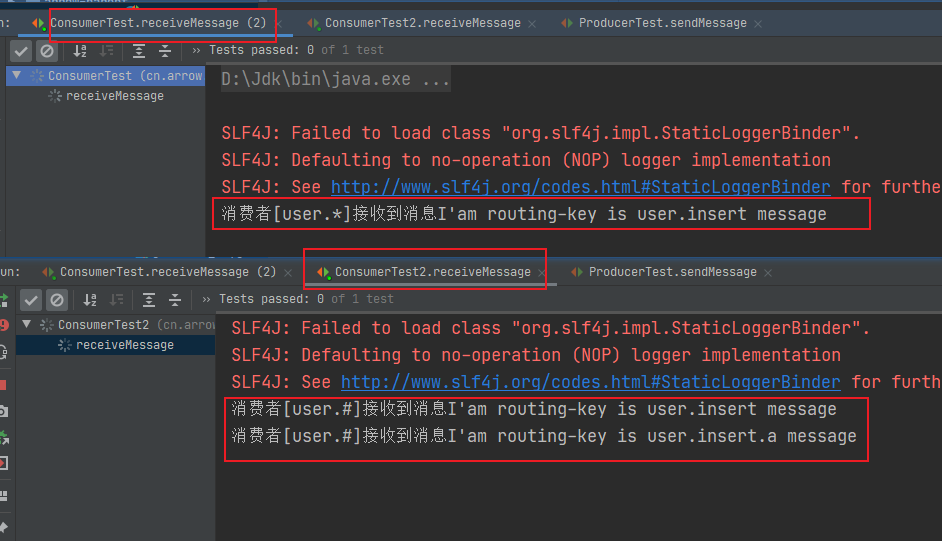 un:
ConsumerTest.receiveMessage (2)
ConsumerTest2.receiveMessage
ProducerTest.sendMessage
Tests passed: 0 of 1 test
ConsumerTest (cn.arrow
receiveMessage
D:\Jdk\bin\java.exe ...
SLF4J: Failed to load class "org.slf4j.impl.StaticLoggerBinder".
SLF4J: Defaulting to no-operation (NOP) logger implementation
SLF4J: See http://www.slf4j.org/codes.html#StaticLoggerBinder for furthe
消费者[user.*]接收到消息I'am routing-key is user.insert message
un:
ConsumerTest.receiveMessage (2)
ConsumerTest2.receiveMessage
ProducerTest.sendMessage
Tests passed: 0 of 1 test
ConsumerTest2 (cn.arrow
receiveMessage
SLF4J: Failed to load class "org.slf4j.impl.StaticLoggerBinder".
SLF4J: Defaulting to no-operation (NOP) logger implementation
SLF4J: See http://www.slf4j.org/codes.html#StaticLoggerBinder for furth
消费者[user.#]接收到消息I'am routing-key is user.insert message
消费者[user.#]接收到消息I'am routing-key is user.insert.a message